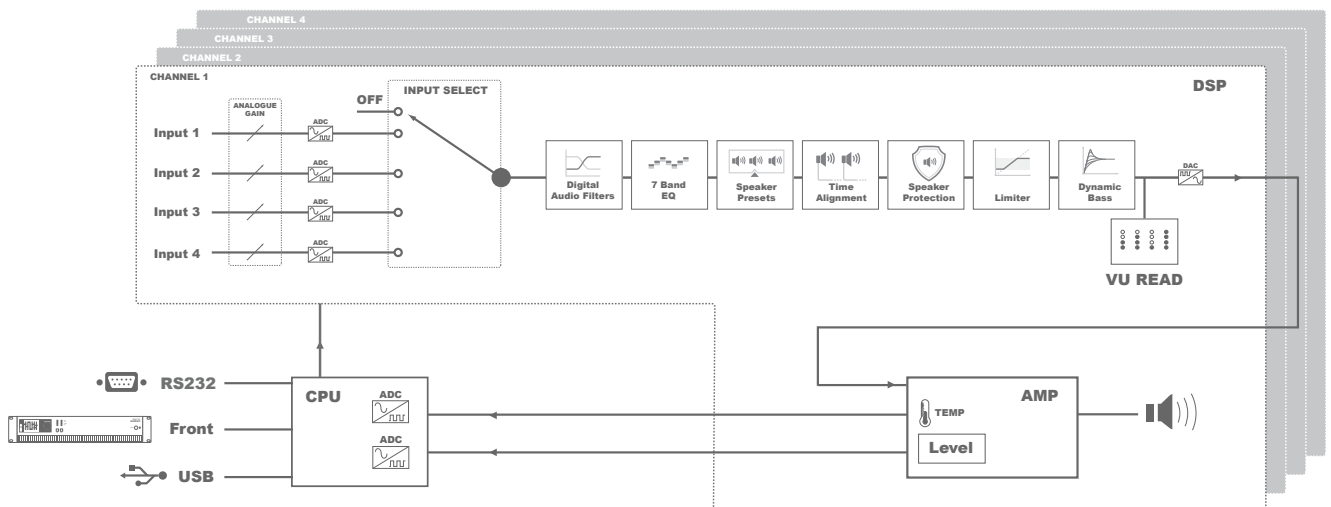 CHANNEL 4
CHANNEL 3
CHANNEL 2
CHANNEL 1
DSP
INPUT SELECT
OFF
ANALOGUE
GAIN
ADC
Input 1
ADC
Input 2
ADC
Input 3
ADC
Input 4
Digital
Audio Filters
7 Band
EQ
Speaker
Presets
Time
Alignment
Speaker
Protection
Limiter
Dynamic
Bass
DAC
VU READ
RS232
Front
USB
CPU
ADC
ADC
AMP
TEMP
Level